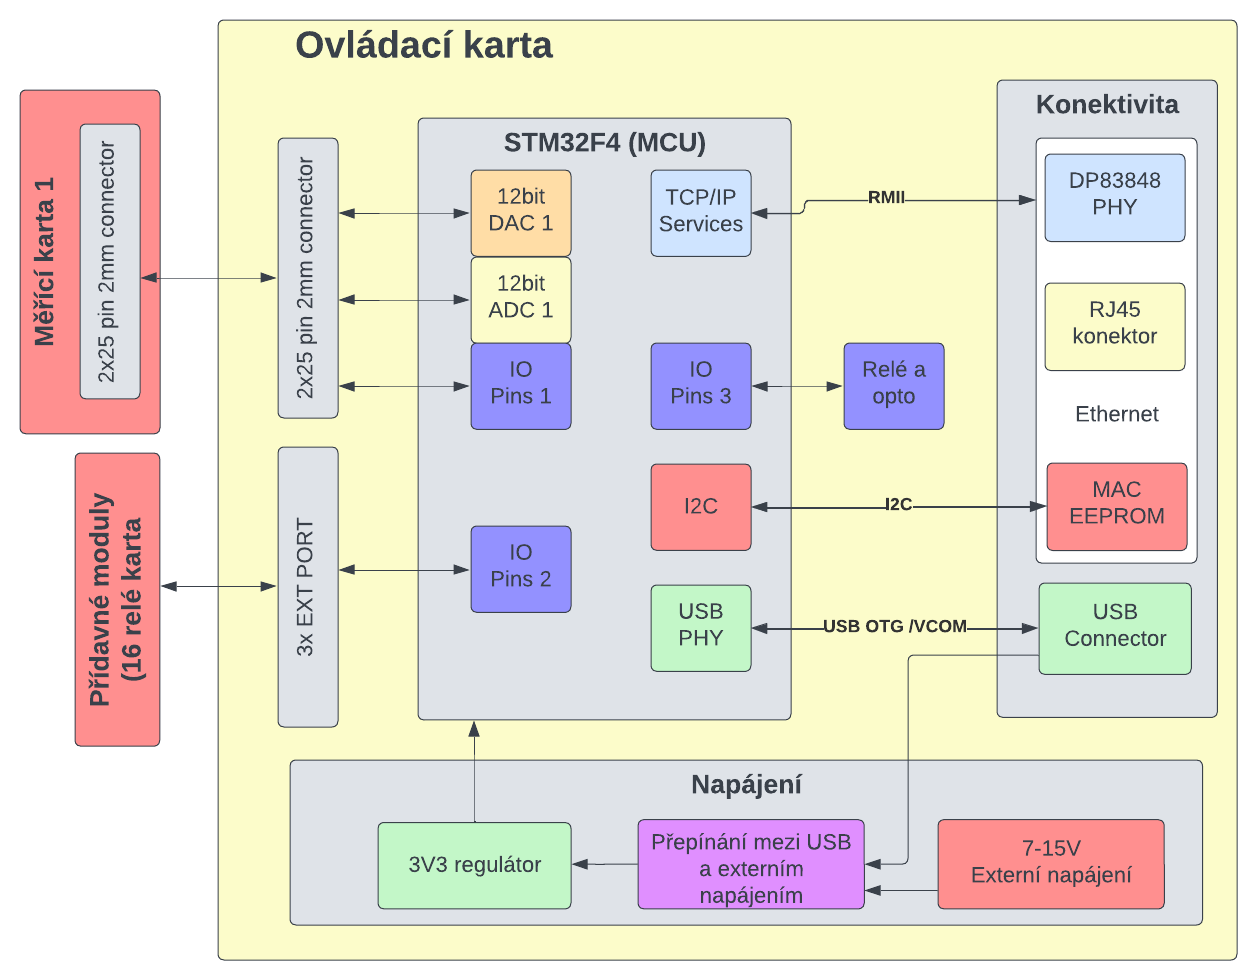 Ovládací karta
Měřící karta 1
2x25 pin 2mm connector
2x25 pin 2mm connector
STM32F4 (MCU)
12bit
DAC 1
12bit
ADC 1
IO
Pins 1
TCP/IP
Services
RMII
IO
Pins 3
Relé a
opto
I2C
I2C
USB
PHY
USB OTG /VCOM
Konektivita
DP83848
PHY
RJ45
konektor
Ethernet
MAC
EEPROM
USB
Connector
Přídavné moduly
(16 relé karta
3x EXT PORT
IO
Pins 2
Napájení
3V3 regulátor
Přepínání mezi USB
a externím
napájením
7-15V
Externí napájení